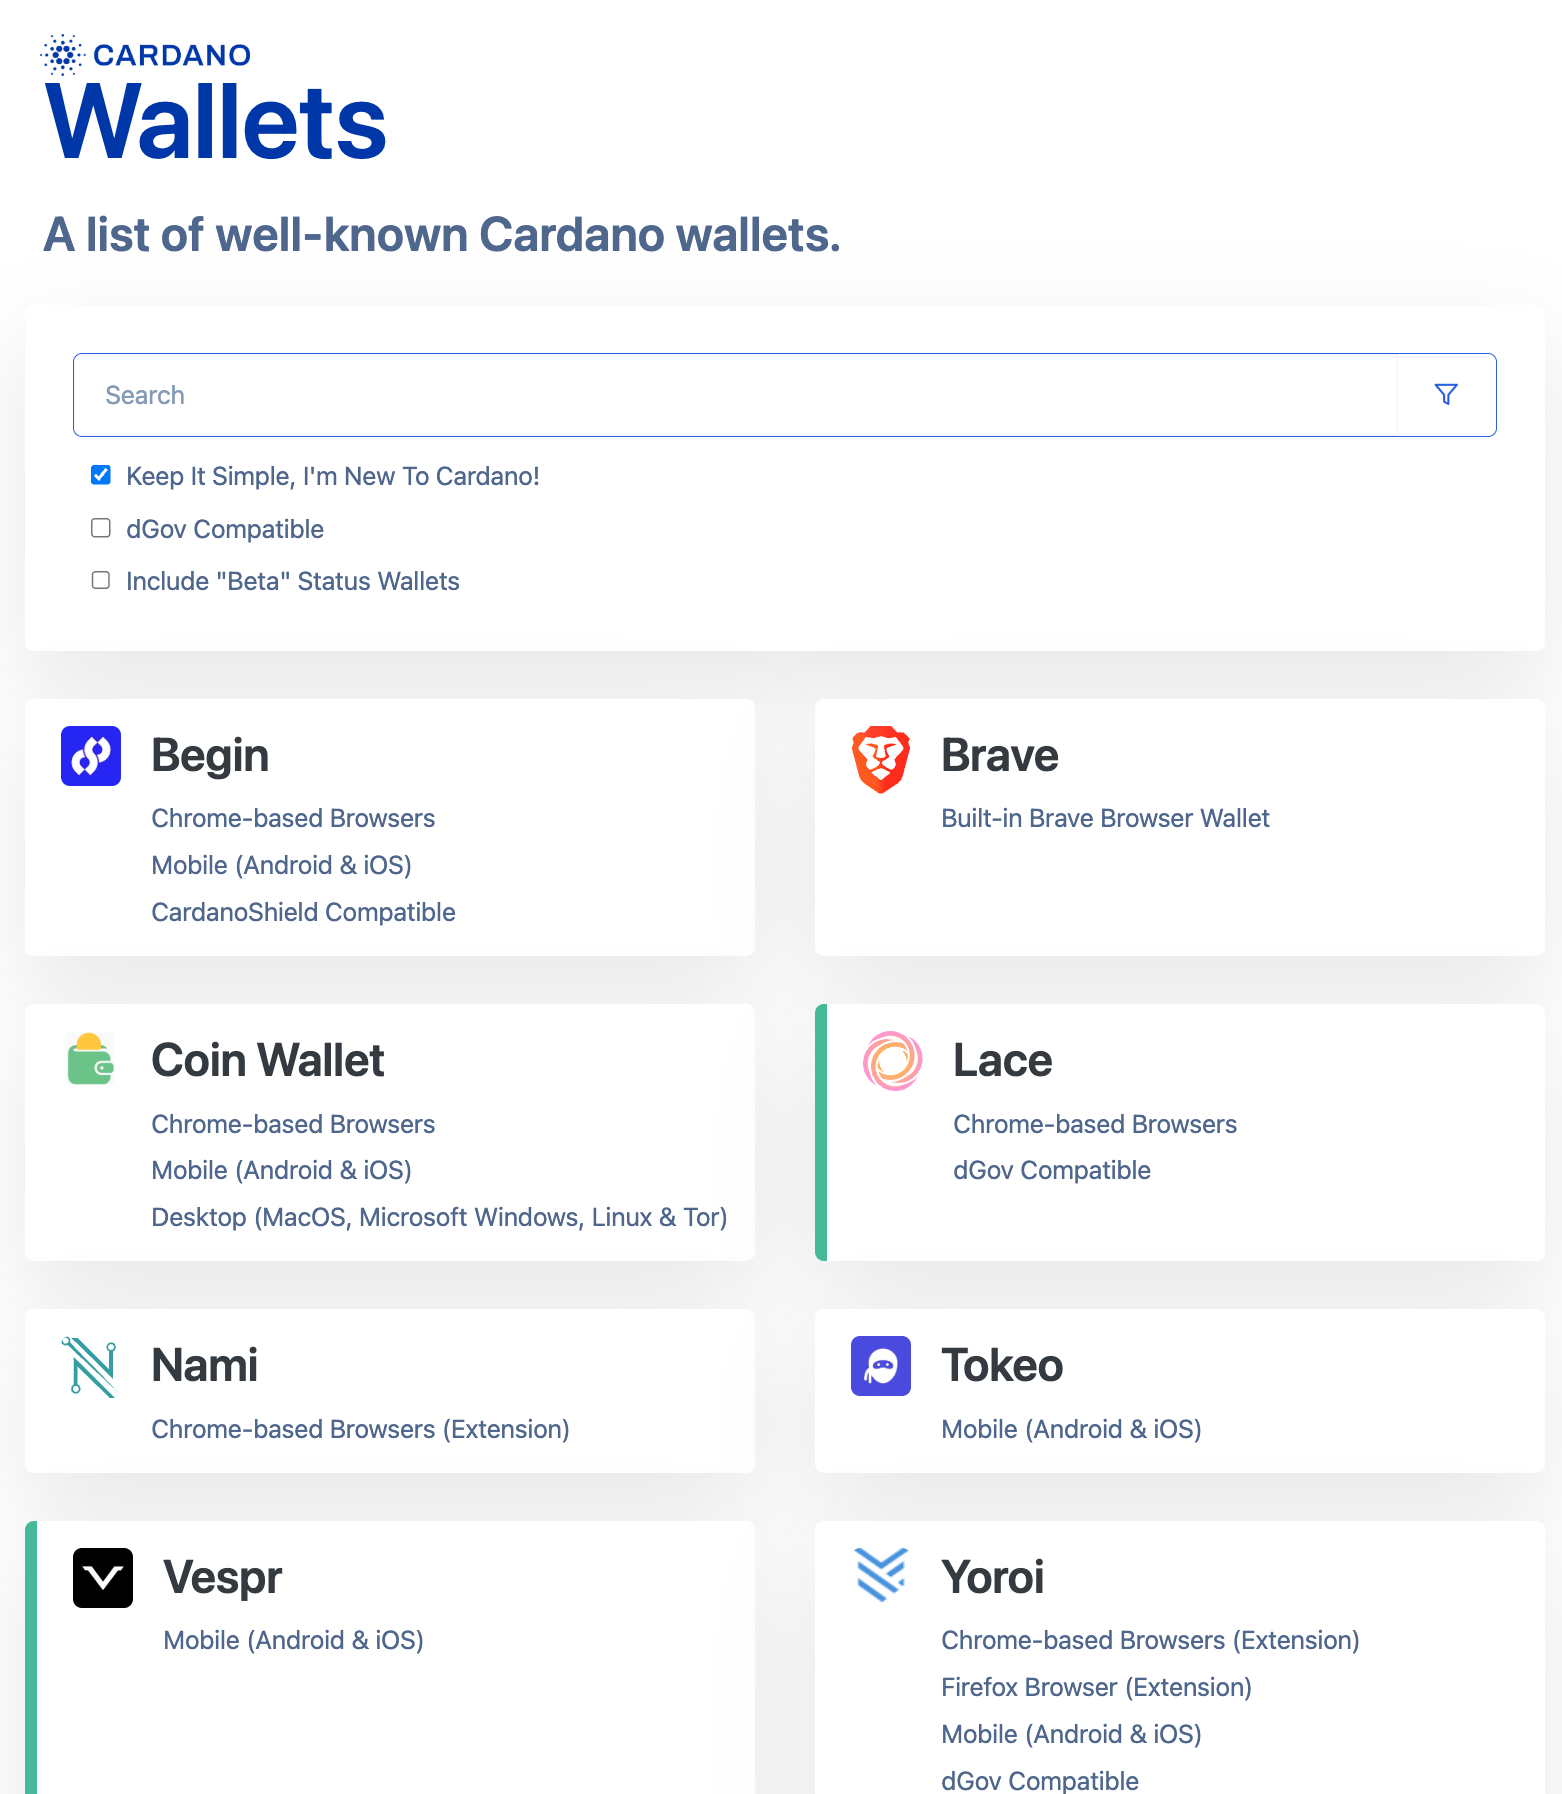 CARDANO
Wallets
A list of well-known Cardano wallets.
Search
Keep It Simple, I'm New To Cardano!
dGov Compatible
Include "Beta" Status Wallets
Begin
Chrome-based Browsers
Mobile (Android & iOS)
CardanoShield Compatible
Brave
Built-in Brave Browser Wallet
Coin Wallet
Chrome-based Browsers
Mobile (Android & iOS)
Desktop (MacOS, Microsoft Windows, Linux & Tor)
Lace
Chrome-based Browsers
dGov Compatible
Nami
Chrome-based Browsers (Extension)
Tokeo
Mobile (Android & iOS)
Vespr
Mobile (Android & iOS)
Yoroi
Chrome-based Browsers (Extension)
Firefox Browser (Extension)
Mobile (Android & iOS)
dGov Compatible